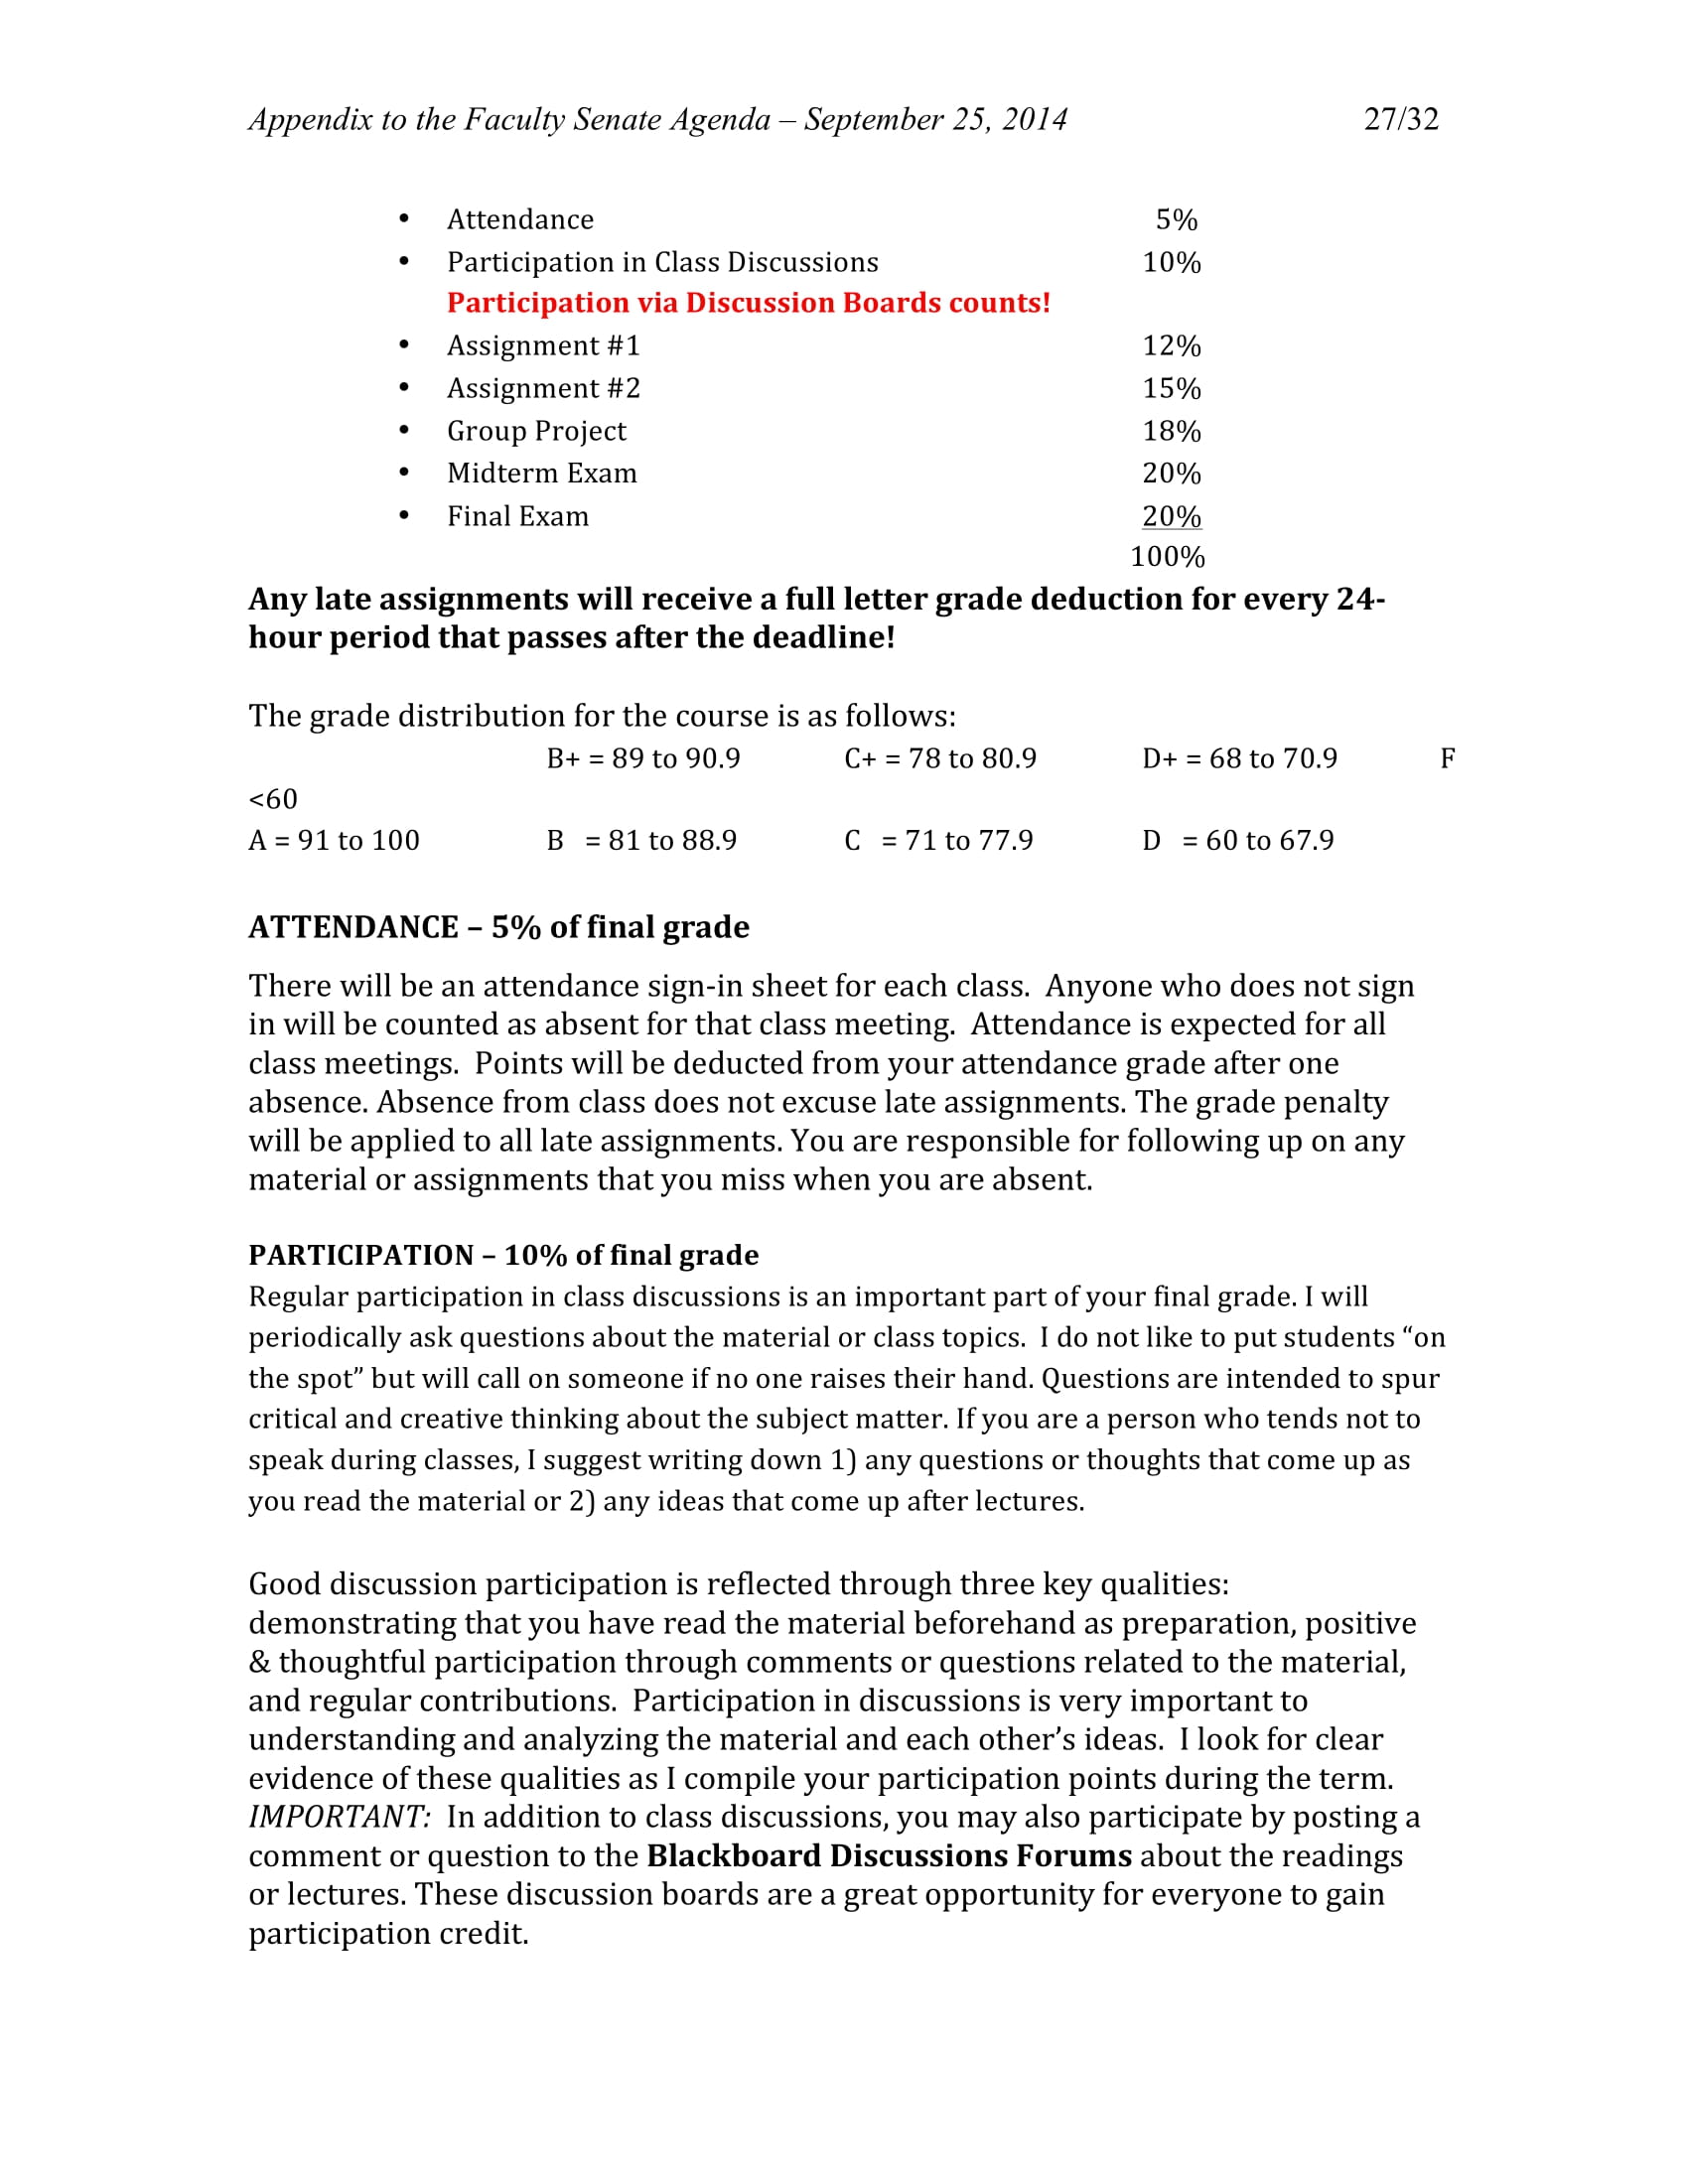 Appendix to the Faculty Senate Agenda – September 25, 2014 27/32
• Attendance 5%
• Participation in Class Discussions 10%
Participation via Discussion Boards counts!
• Assignment #1 12%
• Assignment #2 15%
• Group Project 18%
• Midterm Exam 20%
• Final Exam 20%
100%
Any late assignments will receive a full letter grade deduction for every 24-
hour period that passes after the deadline!
The grade distribution for the course is as follows:
B+ = 89 to 90.9 C+ = 78 to 80.9 D+ = 68 to 70.9 F
<60
A = 91 to 100 B = 81 to 88.9 C = 71 to 77.9 D = 60 to 67.9
ATTENDANCE – 5% of final grade
There will be an attendance sign-in sheet for each class. Anyone who does not sign
in will be counted as absent for that class meeting. Attendance is expected for all
class meetings. Points will be deducted from your attendance grade after one
absence. Absence from class does not excuse late assignments. The grade penalty
will be applied to all late assignments. You are responsible for following up on any
material or assignments that you miss when you are absent.
PARTICIPATION – 10% of final grade
Regular participation in class discussions is an important part of your final grade. I will
periodically ask questions about the material or class topics. I do not like to put students “on
the spot” but will call on someone if no one raises their hand. Questions are intended to spur
critical and creative thinking about the subject matter. If you are a person who tends not to
speak during classes, I suggest writing down 1) any questions or thoughts that come up as
you read the material or 2) any ideas that come up after lectures.
Good discussion participation is reflected through three key qualities:
demonstrating that you have read the material beforehand as preparation, positive
& thoughtful participation through comments or questions related to the material,
and regular contributions. Participation in discussions is very important to
understanding and analyzing the material and each other’s ideas. I look for clear
evidence of these qualities as I compile your participation points during the term.
IMPORTANT: In addition to class discussions, you may also participate by posting a
comment or question to the Blackboard Discussions Forums about the readings
or lectures. These discussion boards are a great opportunity for everyone to gain
participation credit.